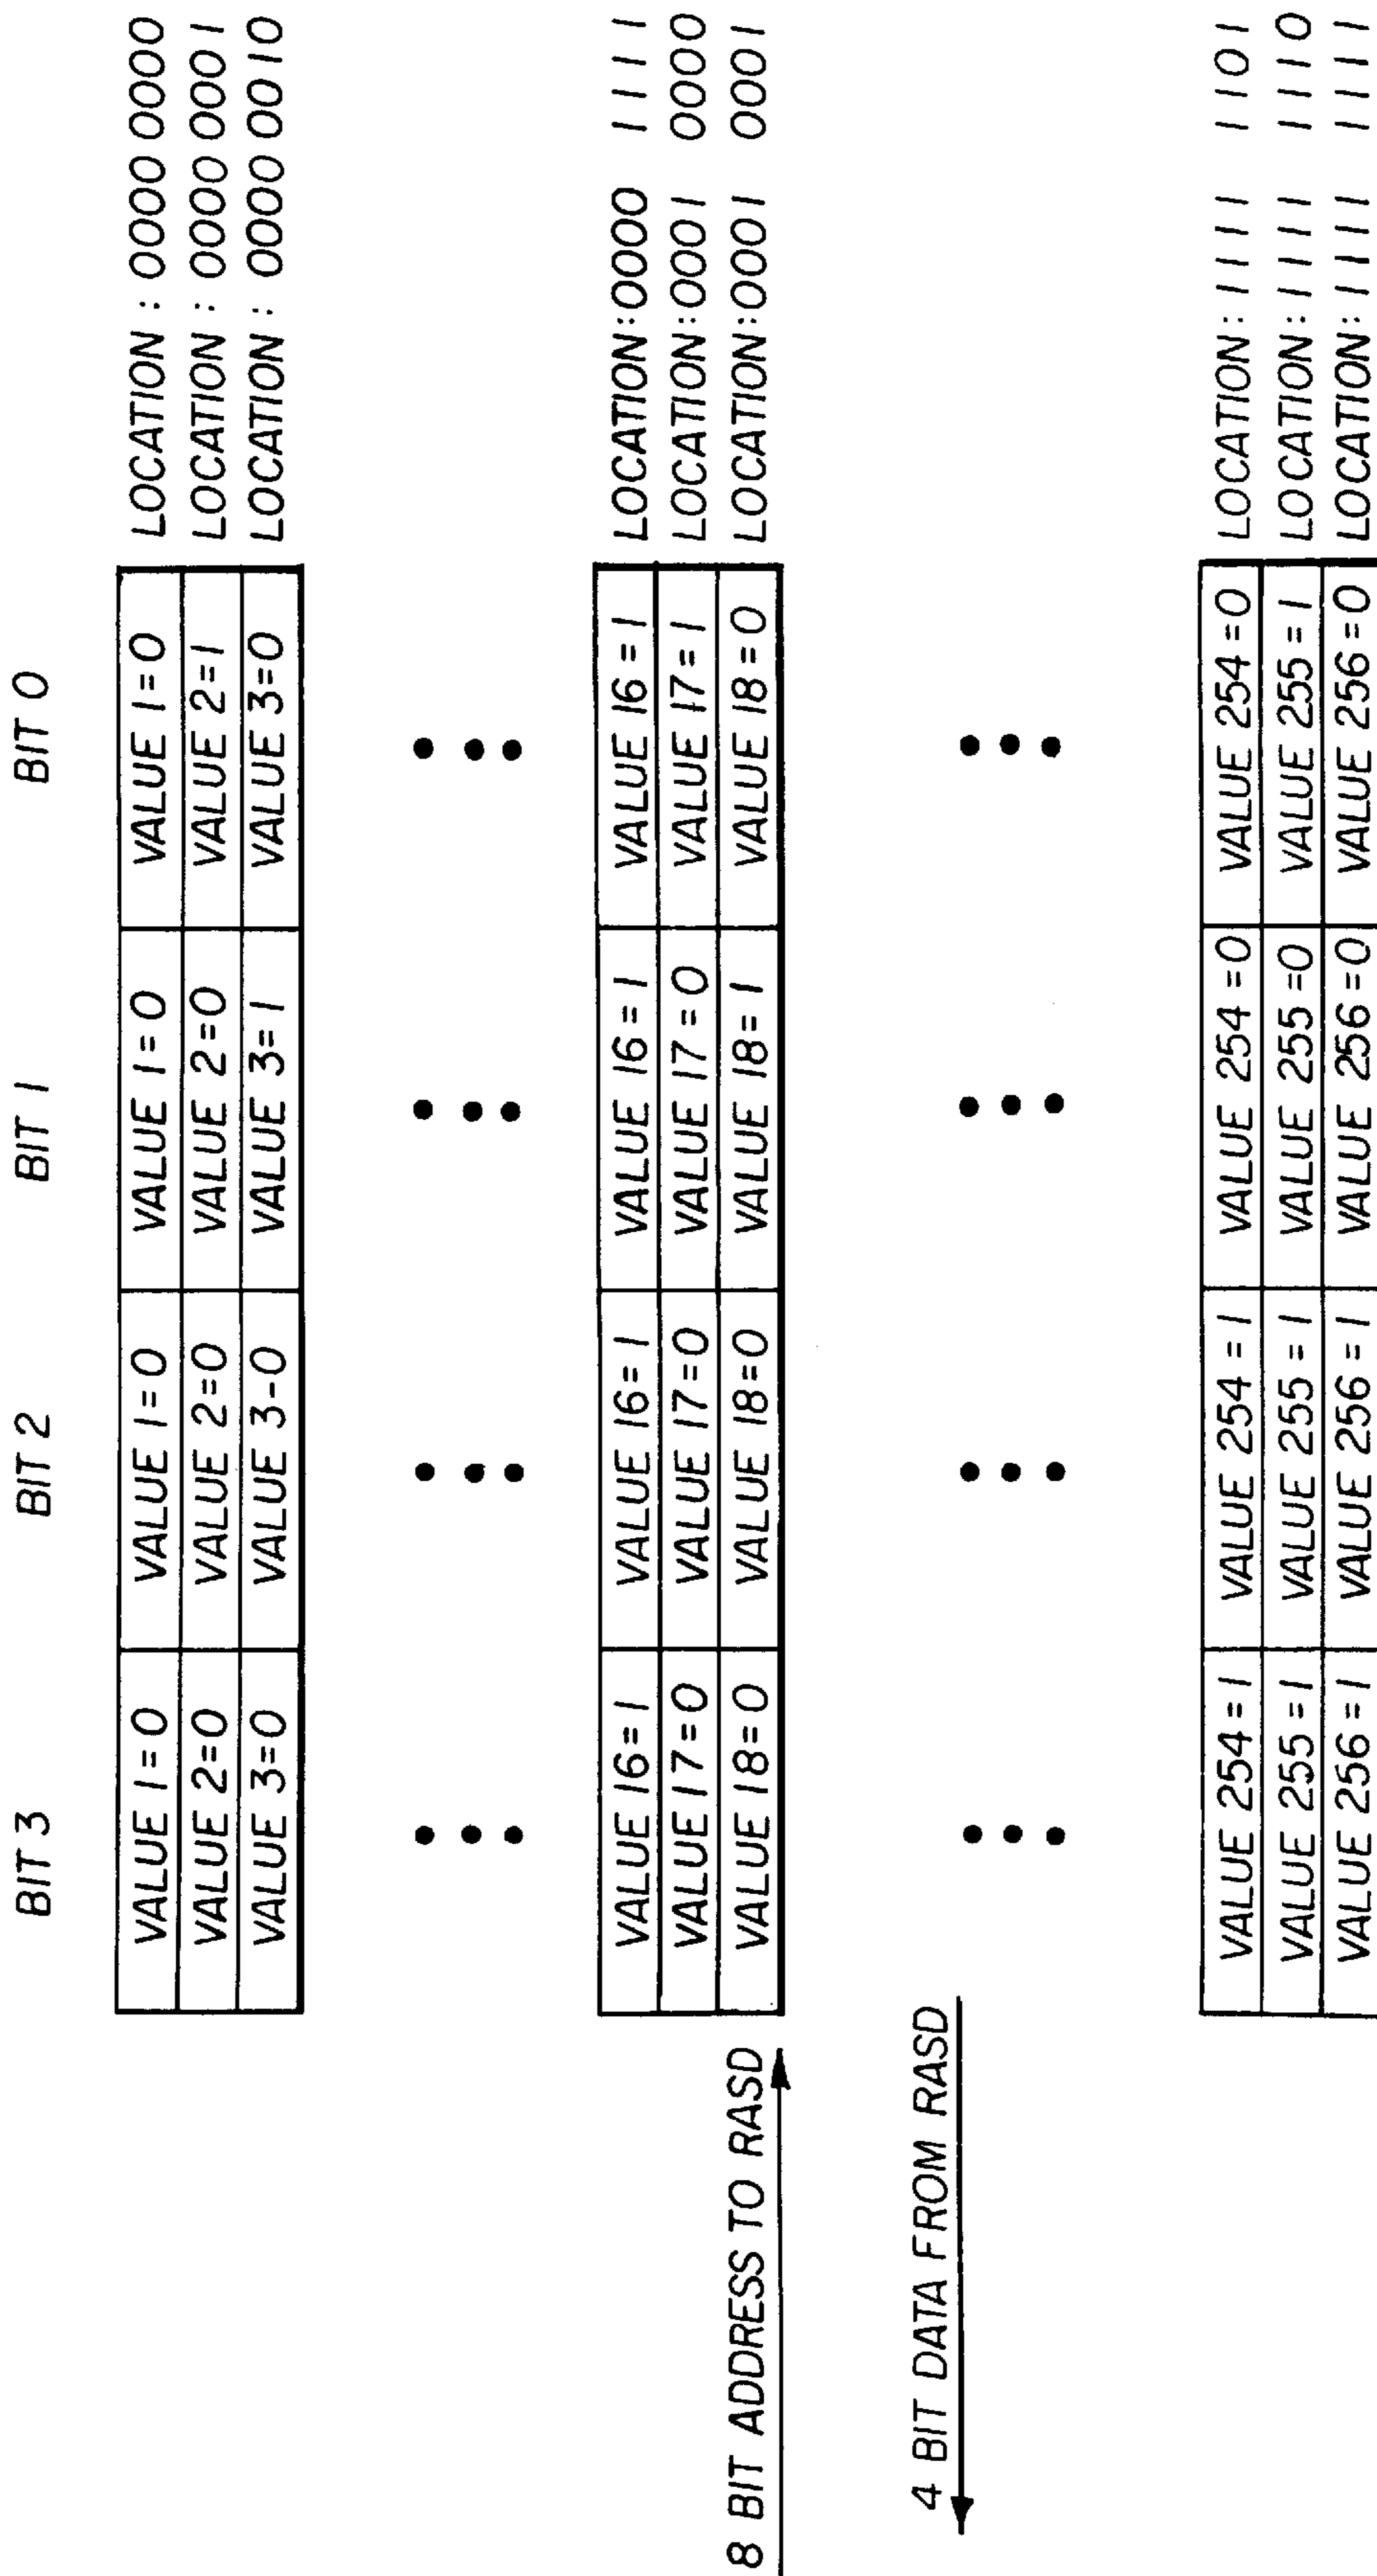 BIT 3 BIT 2 BIT 1 BIT 0
VALUE 1=0 VALUE 1=0 VALUE 1=0 VALUE 1=0 LOCATION : 0000 0000
VALUE 2=0 VALUE 2=0 VALUE 2=0 VALUE 2=1 LOCATION : 0000 0001
VALUE 3=0 VALUE 3-0 VALUE 3=1 VALUE 3=0 LOCATION : 0000 0010
VALUE 16=1 VALUE 16=1 VALUE 16=1 VALUE 16=1 LOCATION:0000 1111
VALUE 17=0 VALUE 17=0 VALUE 17=0 VALUE 17=1 LOCATION:0001 0000
8 BIT ADDRESS TO RASD VALUE 18=0 VALUE 18=0 VALUE 18=1 VALUE 18=0 LOCATION:0001 0001
4 BIT DATA FROM RASD
VALUE 254=1 VALUE 254=1 VALUE 254=0 VALUE 254=0 LOCATION:1111 1101
VALUE 255=1 VALUE 255=1 VALUE 255=0 VALUE 255=1 LOCATION:1111 1110
VALUE 256=1 VALUE 256=1 VALUE 256=0 VALUE 256=0 LOCATION:1111 1111